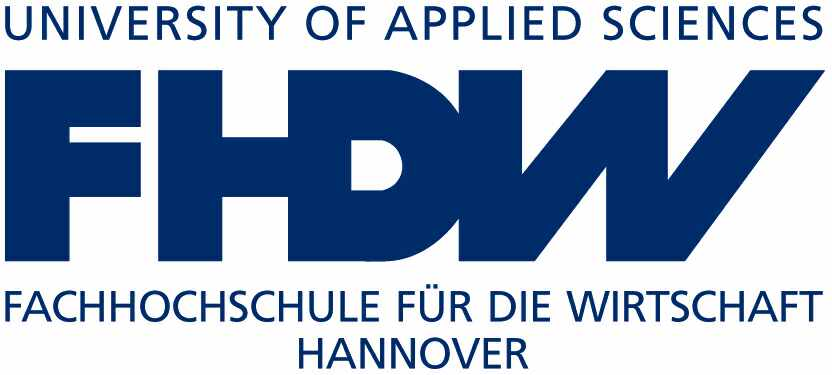 UNIVERSITY OF APPLIED SCIENCES
FHDW
FACHHOCHSCHULE FÜR DIE WIRTSCHAFT
HANNOVER